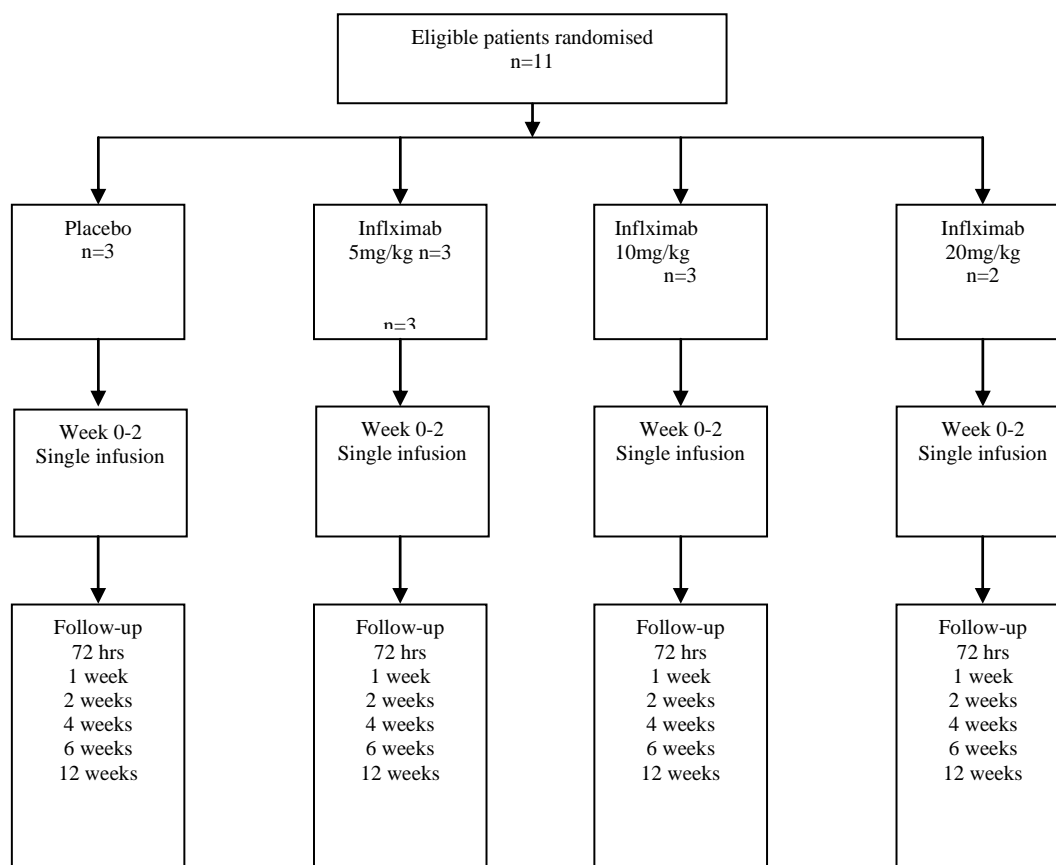 Eligible patients randomised
n=11
Placebo
n=3
Inflximab
5mg/kg n=3
n=3
Inflximab
10mg/kg
n=3
Inflximab
20mg/kg
n=2
Week 0-2
Single infusion
Week 0-2
Single infusion
Week 0-2
Single infusion
Week 0-2
Single infusion
Follow-up
72 hrs
1 week
2 weeks
4 weeks
6 weeks
12 weeks
Follow-up
72 hrs
1 week
2 weeks
4 weeks
6 weeks
12 weeks
Follow-up
72 hrs
1 week
2 weeks
4 weeks
6 weeks
12 weeks
Follow-up
72 hrs
1 week
2 weeks
4 weeks
6 weeks
12 weeks